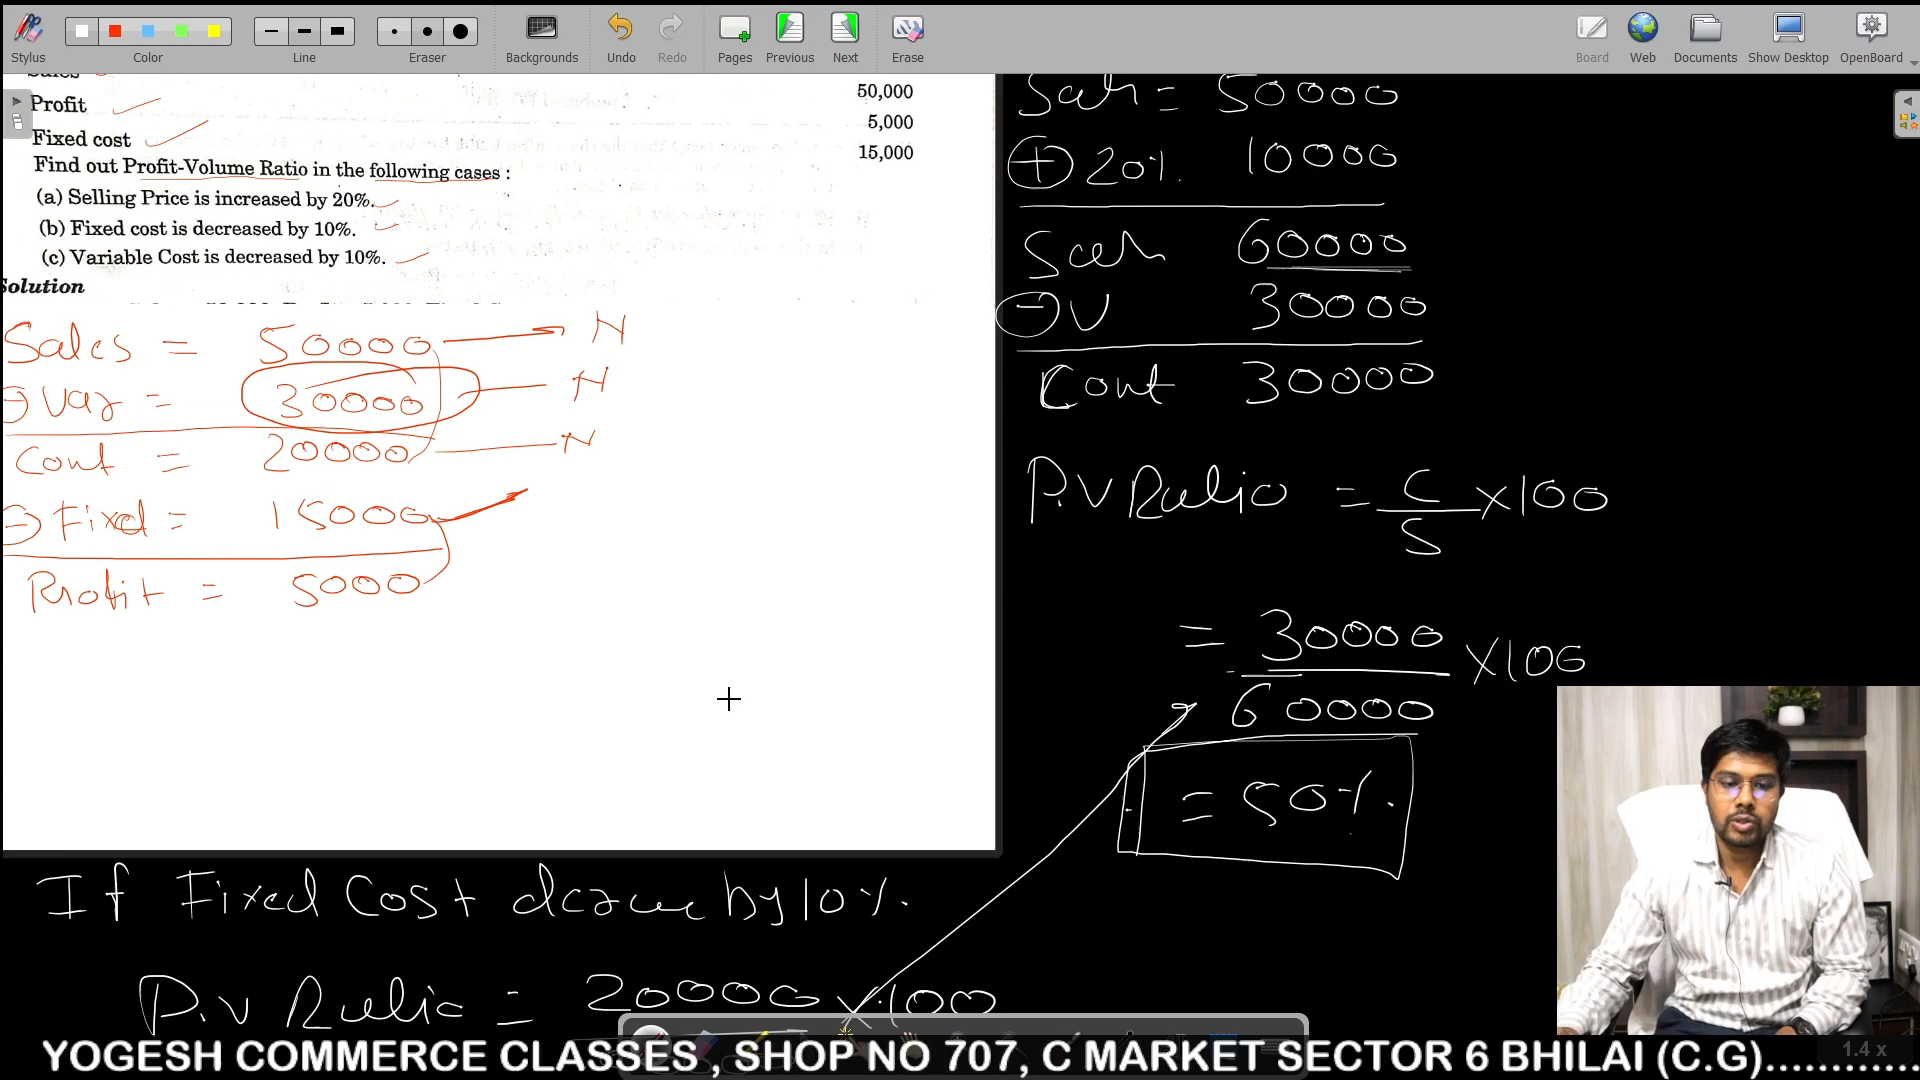 Stylus Color Line Eraser Backgrounds Undo Redo Pages Previous Next Erase Board Web Documents Show Desktop OpenBoard
Sales 50,000
Profit 5,000
Fixed cost 15,000
Find out Profit-Volume Ratio in the following cases :
(a) Selling Price is increased by 20%.
(b) Fixed cost is decreased by 10%.
(c) Variable Cost is decreased by 10%.
Solution
Sales = 50000 → N
- Var = 30000 N
Cont = 20000 N
- Fixed = 15000
Profit = 5000
= 50000
+ 20% 10000
60000
- V 30000
Cont 30000
P.V Ratio = C/S X100
= 30000/60000 X100
= 50%.
If Fixed Cost by 10%.
P.V Ratio = 20000 X100
YOGESH COMMERCE CLASSES , SHOP NO 707, C MARKET SECTOR 6 BHILAI (C.G)............
1.4 x